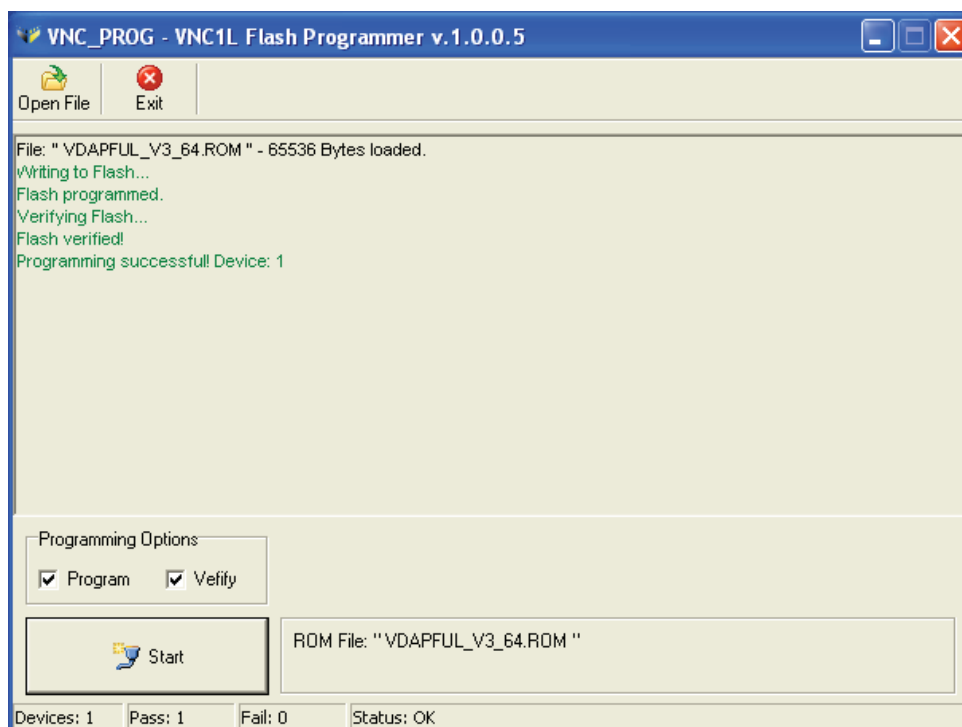 VNC_PROG - VNC1L Flash Programmer v.1.0.0.5
Open File Exit
File: " VDAPFUL_V3_64.ROM " - 65536 Bytes loaded.
Writing to Flash...
Flash programmed.
Verifying Flash...
Flash verified!
Programming successful! Device: 1
Programming Options
Program Vefify
Start
ROM File: " VDAPFUL_V3_64.ROM "
Devices: 1 Pass: 1 Fail: 0 Status: OK